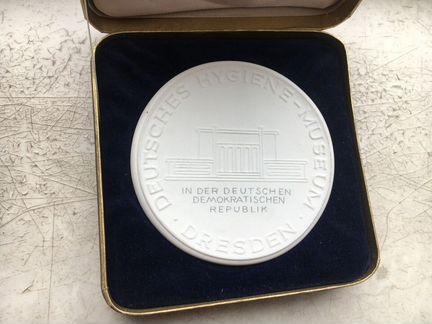 DEUTSCHES HYGIENE-MUSEUM
IN DER DEUTSCHEN
DEMOKRATISCHEN
REPUBLIK
· DRESDEN ·